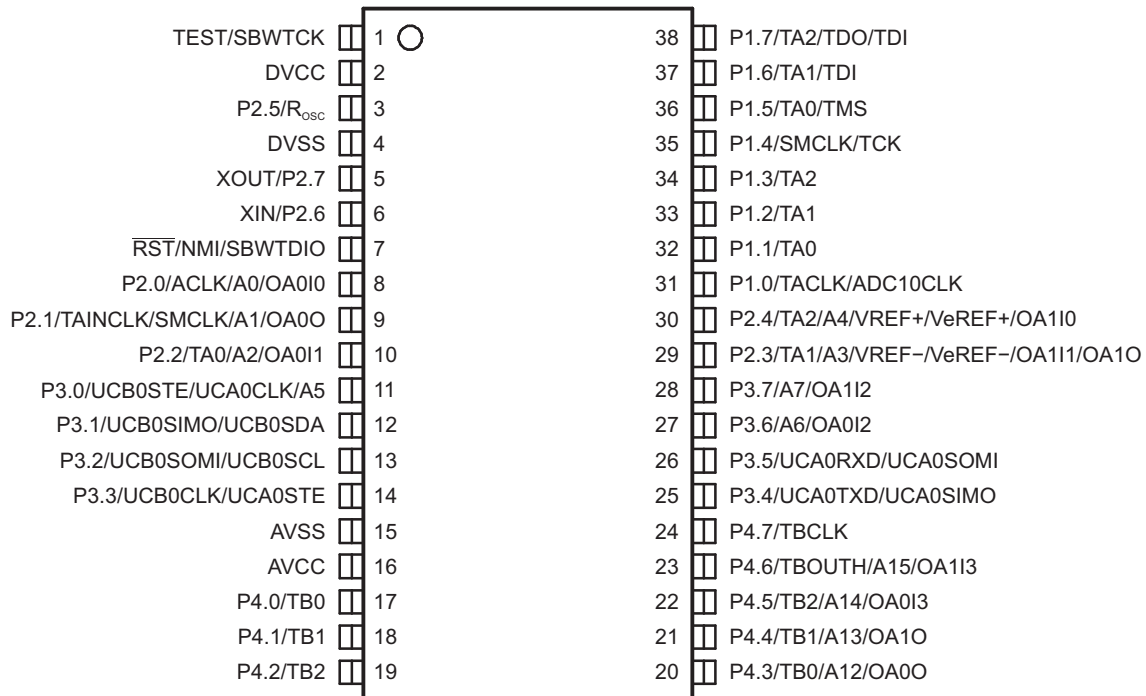 TEST/SBWTCK 1 38 P1.7/TA2/TDO/TDI
DVCC 2 37 P1.6/TA1/TDI
P2.5/ROSC 3 36 P1.5/TA0/TMS
DVSS 4 35 P1.4/SMCLK/TCK
XOUT/P2.7 5 34 P1.3/TA2
XIN/P2.6 6 33 P1.2/TA1
RST/NMI/SBWTDIO 7 32 P1.1/TA0
P2.0/ACLK/A0/OA0I0 8 31 P1.0/TACLK/ADC10CLK
P2.1/TAINCLK/SMCLK/A1/OA0O 9 30 P2.4/TA2/A4/VREF+/VeREF+/OA1I0
P2.2/TA0/A2/OA0I1 10 29 P2.3/TA1/A3/VREF−/VeREF−/OA1I1/OA1O
P3.0/UCB0STE/UCA0CLK/A5 11 28 P3.7/A7/OA1I2
P3.1/UCB0SIMO/UCB0SDA 12 27 P3.6/A6/OA0I2
P3.2/UCB0SOMI/UCB0SCL 13 26 P3.5/UCA0RXD/UCA0SOMI
P3.3/UCB0CLK/UCA0STE 14 25 P3.4/UCA0TXD/UCA0SIMO
AVSS 15 24 P4.7/TBCLK
AVCC 16 23 P4.6/TBOUTH/A15/OA1I3
P4.0/TB0 17 22 P4.5/TB2/A14/OA0I3
P4.1/TB1 18 21 P4.4/TB1/A13/OA1O
P4.2/TB2 19 20 P4.3/TB0/A12/OA0O